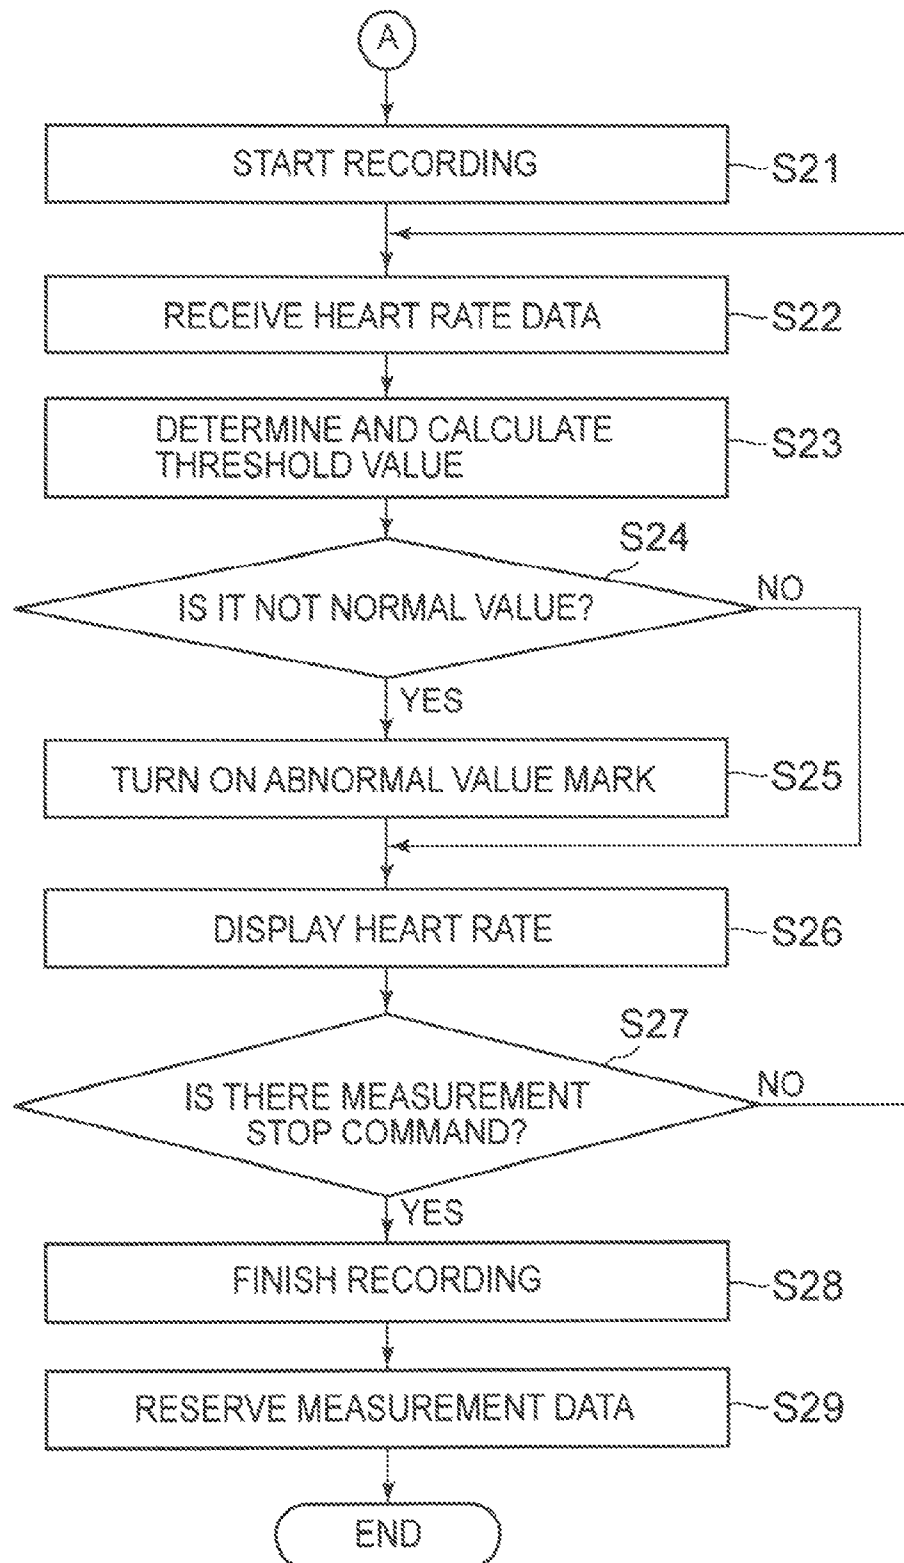 A
START RECORDING
S21
RECEIVE HEART RATE DATA
S22
DETERMINE AND CALCULATE
THRESHOLD VALUE
S23
S24
IS IT NOT NORMAL VALUE?
NO
YES
TURN ON ABNORMAL VALUE MARK
S25
DISPLAY HEART RATE
S26
S27
IS THERE MEASUREMENT
STOP COMMAND?
NO
YES
FINISH RECORDING
S28
RESERVE MEASUREMENT DATA
S29
END